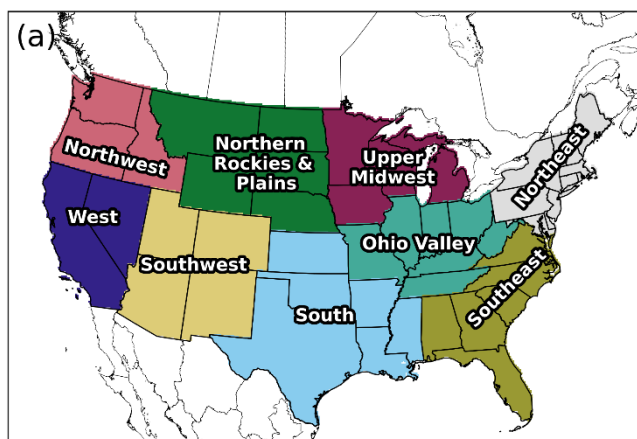 (a)
Northwest
Northern
Rockies &
Plains
Upper
Midwest
Northeast
West
Southwest
Ohio Valley
South
Southeast